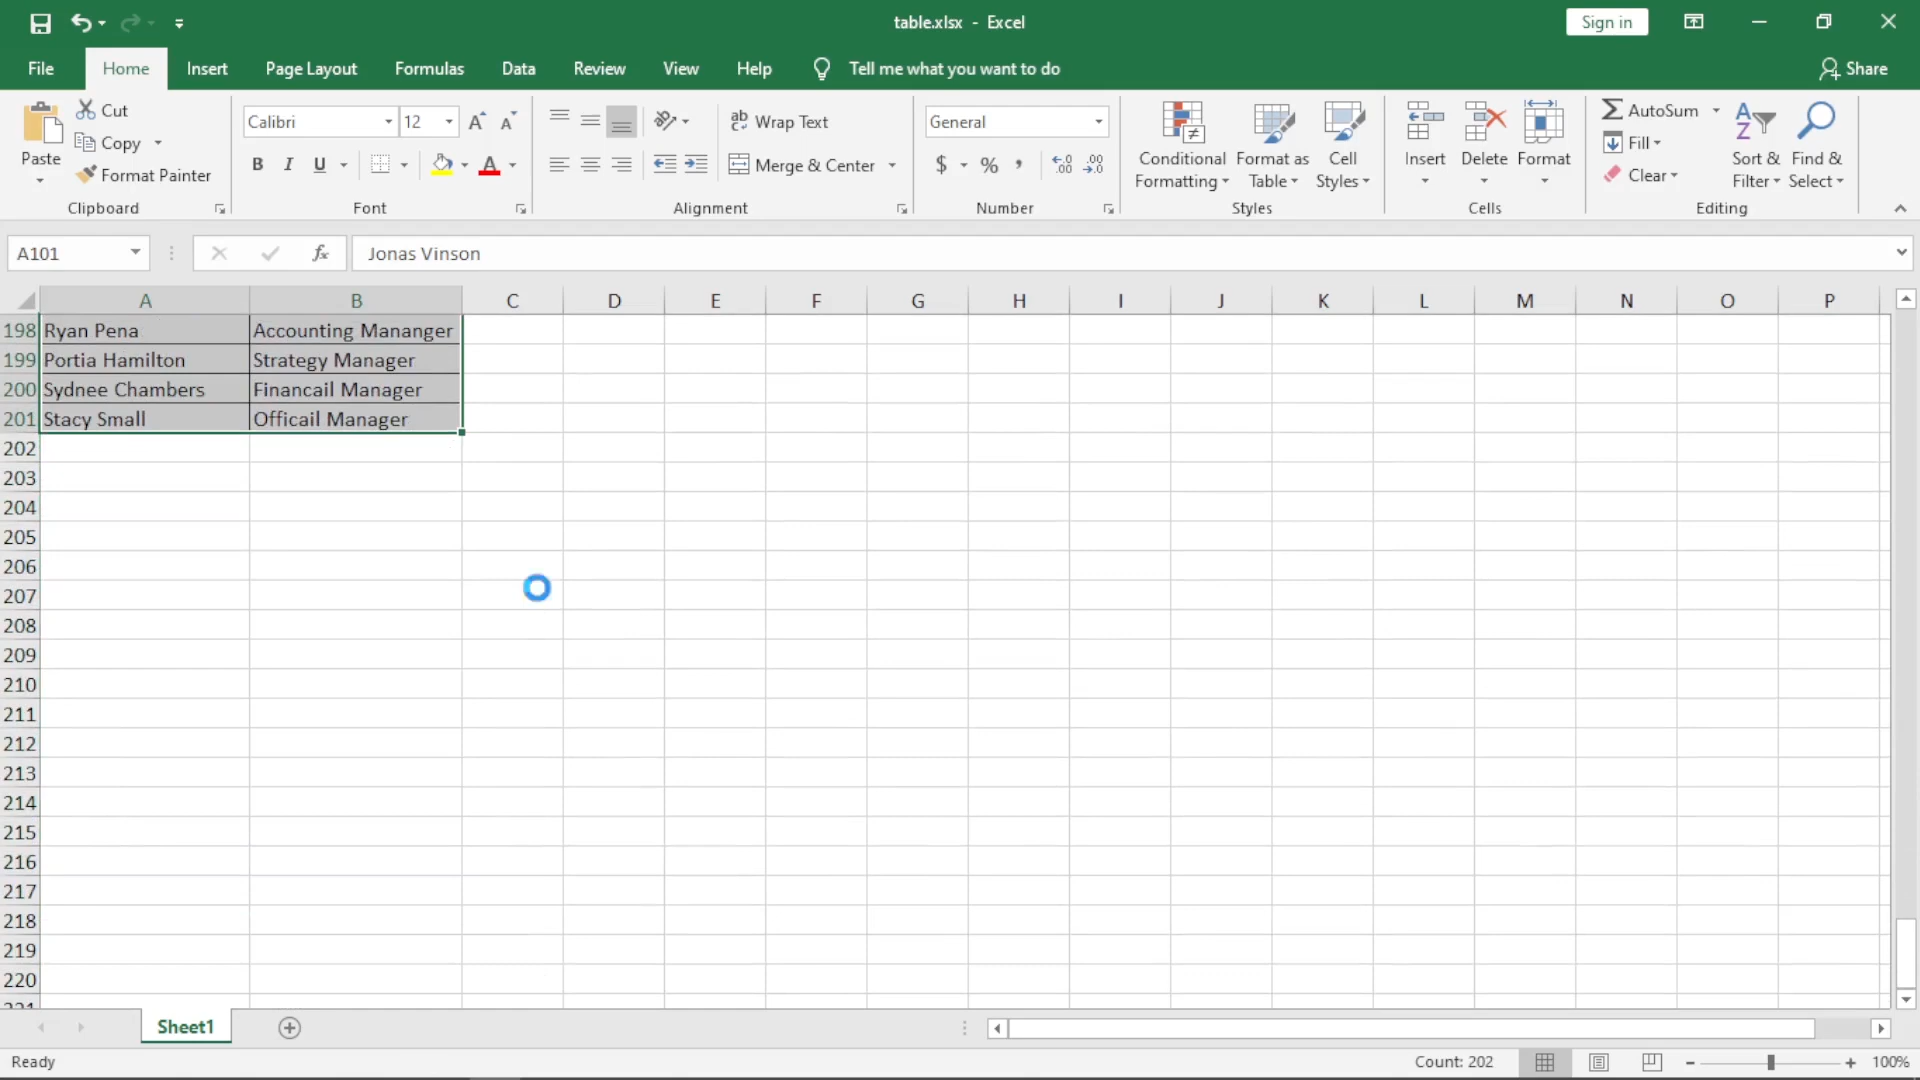 table.xlsx - Excel
Sign in
File Home Insert Page Layout Formulas Data Review View Help Tell me what you want to do Share
Paste
Cut
Copy
Format Painter
Clipboard
Calibri 12
B I U A
Font
Wrap Text
Merge & Center
Alignment
General
$ % ,
Number
Conditional Formatting
Format as Table
Cell Styles
Styles
Insert Delete Format
Cells
AutoSum
Fill
Clear
Sort & Filter
Find & Select
Editing
A101 fx Jonas Vinson
A B C D E F G H I J K L M N O P
198 Ryan Pena Accounting Mananger
199 Portia Hamilton Strategy Manager
200 Sydnee Chambers Financail Manager
201 Stacy Small Officail Manager
202
203
204
205
206
207
208
209
210
211
212
213
214
215
216
217
218
219
220
221
Sheet1
Ready Count: 202 100%